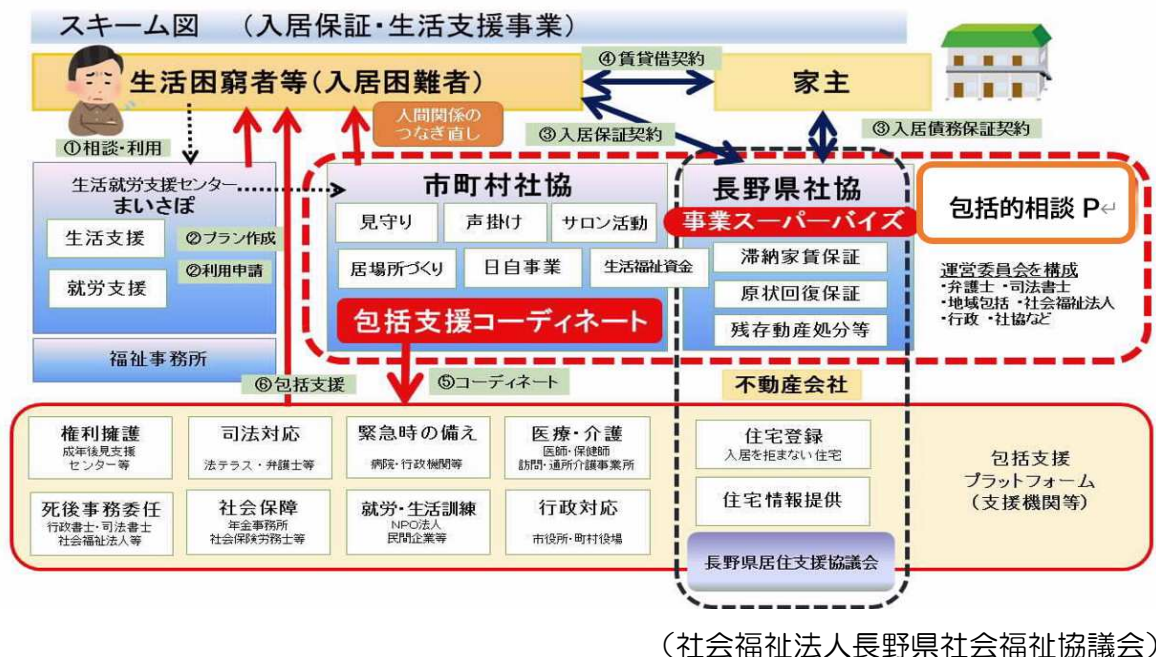 スキーム図　（入居保証・生活支援事業）
生活困窮者等（入居困難者）
④賃貸借契約
家主
人間関係の
つなぎ直し
③入居保証契約
③入居債務保証契約
①相談・利用
生活就労支援センター
まいさぽ
生活支援
②プラン作成
②利用申請
就労支援
福祉事務所
市町村社協
見守り
声掛け
サロン活動
居場所づくり
日自事業
生活福祉資金
包括支援コーディネート
長野県社協
事業スーパーバイズ
滞納家賃保証
原状回復保証
残存動産処分等
包括的相談 P↵
運営委員会を構成
・弁護士 ・司法書士
・地域包括 ・社会福祉法人
・行政 ・社協など
⑥包括支援
⑤コーディネート
不動産会社
権利擁護
成年後見支援
センター等
司法対応
法テラス・弁護士等
緊急時の備え
病院・行政機関等
医療・介護
医師・保健師
訪問・通所介護事業所
住宅登録
入居を拒まない住宅
死後事務委任
行政書士・司法書士
社会福祉法人等
社会保障
年金事務所
社会保険労務士等
就労・生活訓練
NPO法人
民間企業等
行政対応
市役所・町村役場
住宅情報提供
長野県居住支援協議会
包括支援
プラットフォーム
（支援機関等）
（社会福祉法人長野県社会福祉協議会）